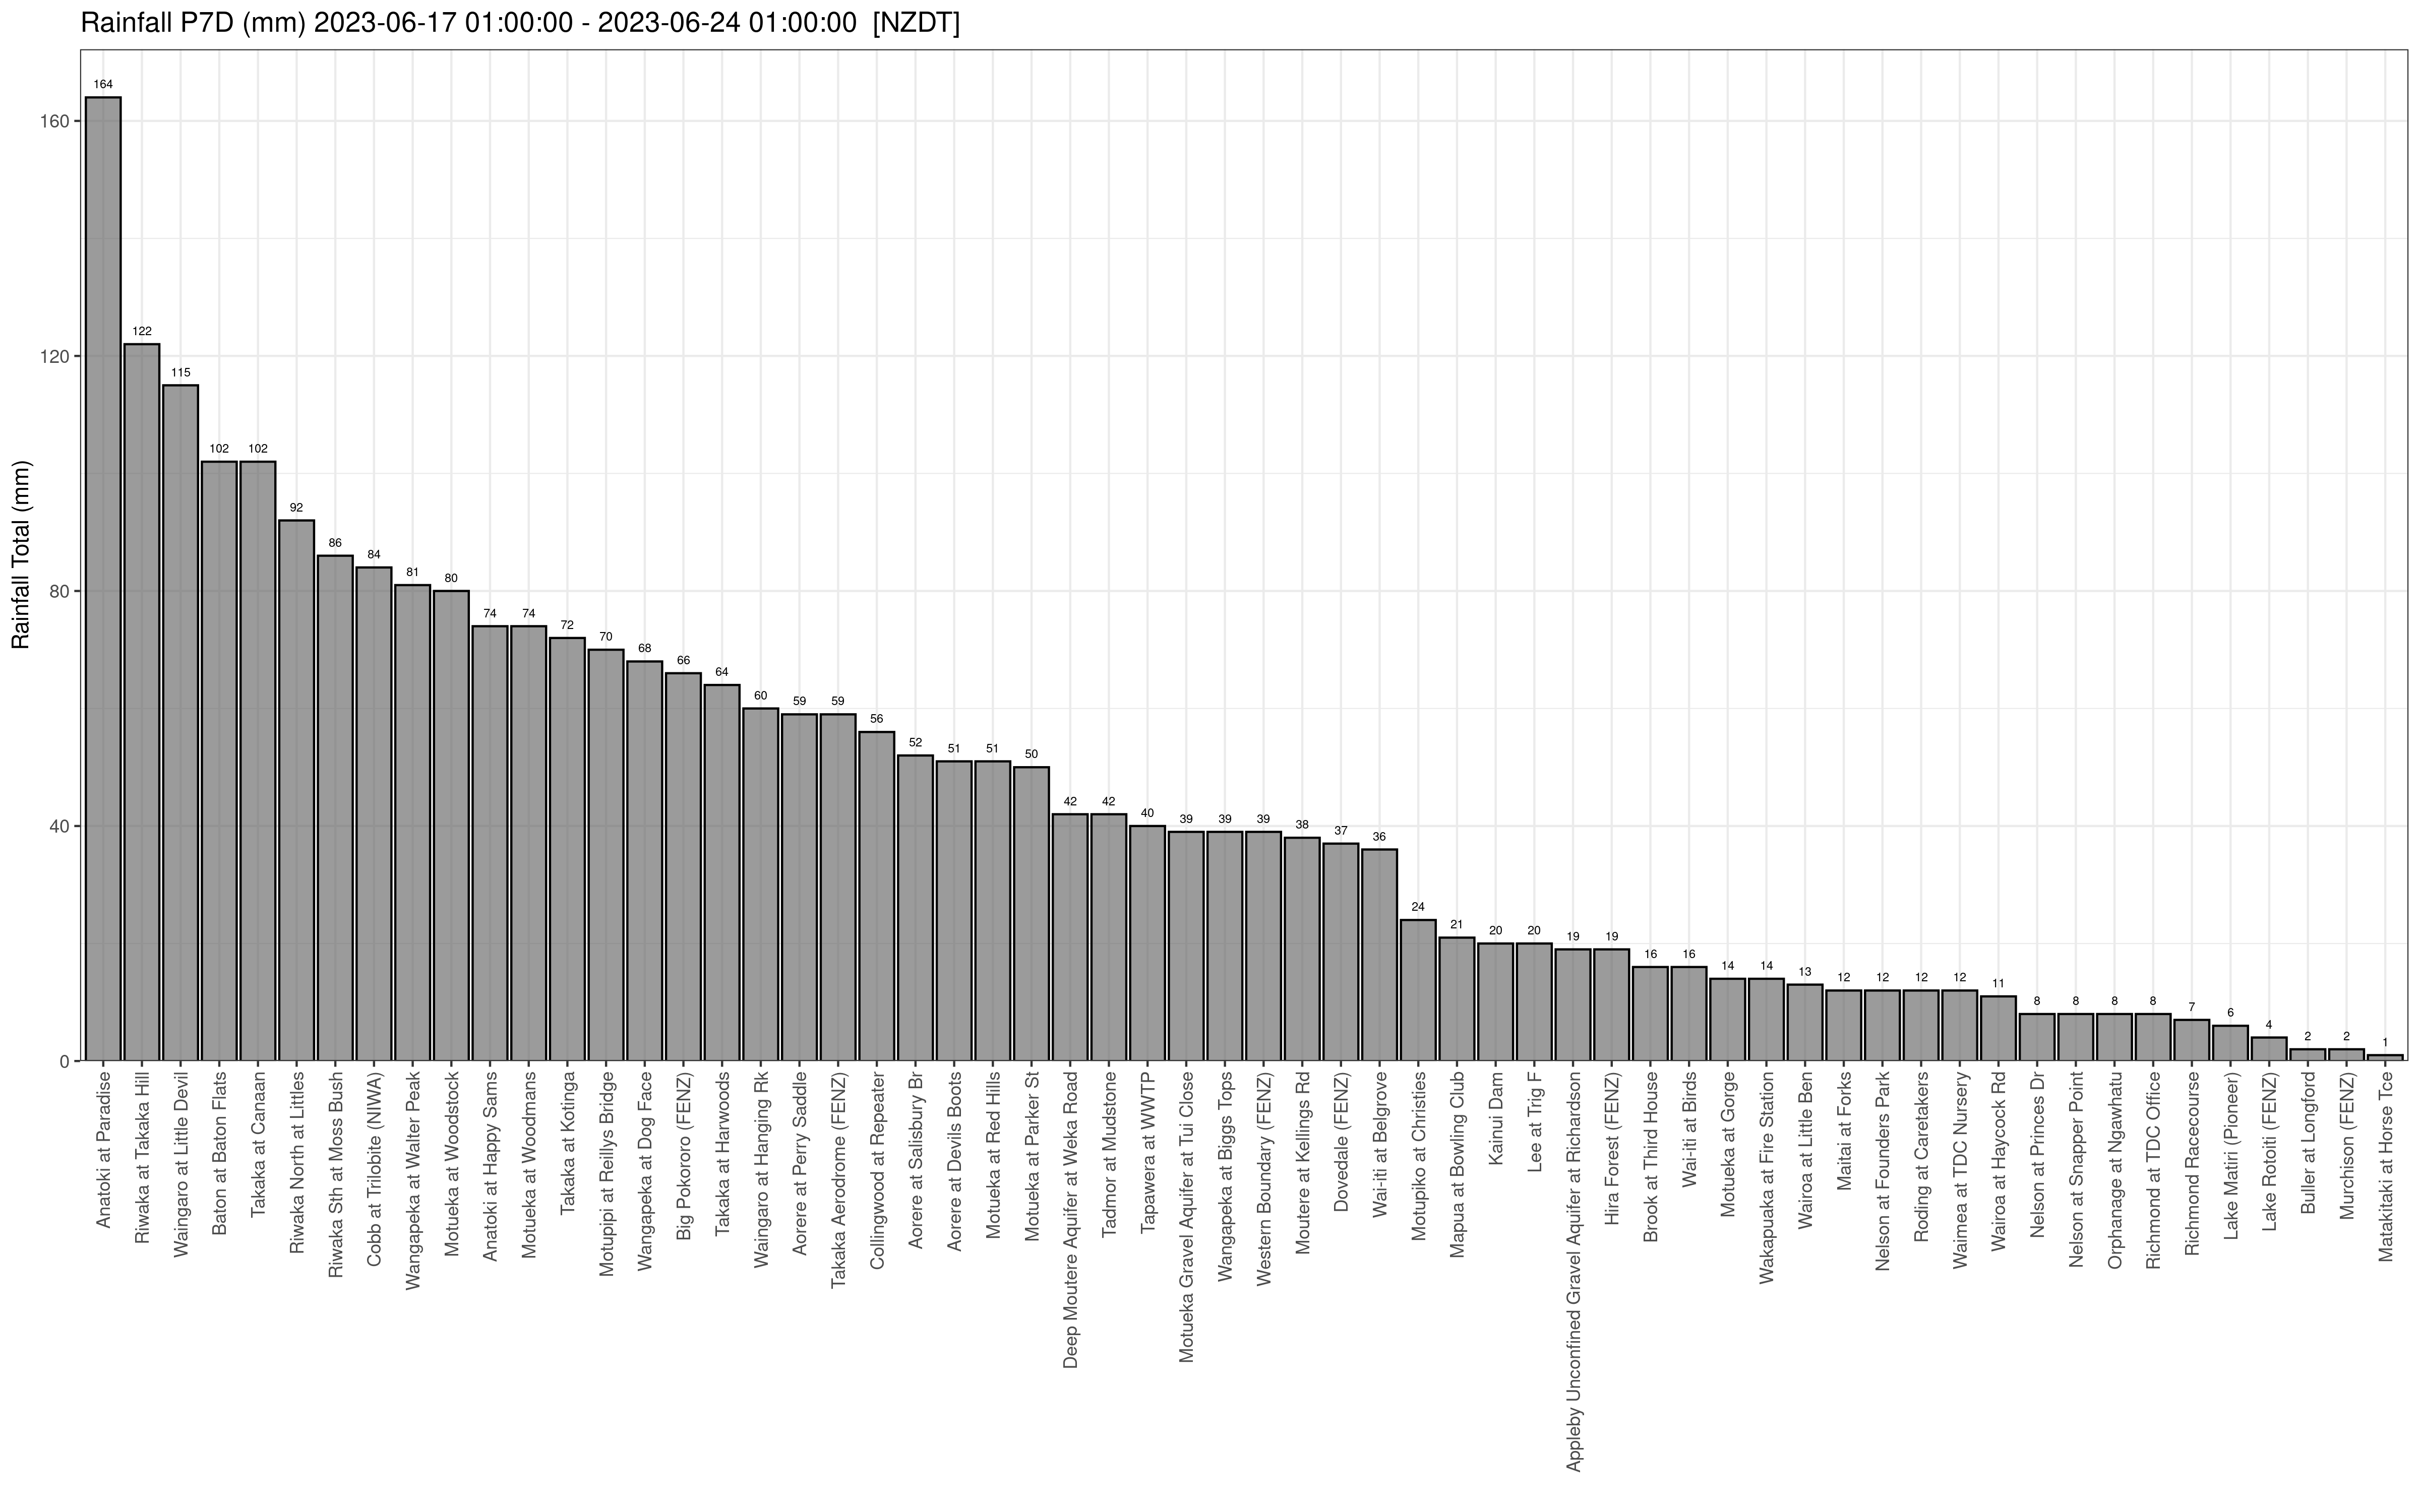 Rainfall P7D (mm) 2023-06-17 01:00:00 - 2023-06-24 01:00:00  [NZDT]
Rainfall Total (mm)
160
120
80
40
0
164
122
115
102
102
92
86
84
81
80
74
74
72
70
68
66
64
60
59
59
56
52
51
51
50
42
42
40
39
39
39
38
37
36
24
21
20
20
19
19
16
16
14
14
13
12
12
12
12
11
8
8
8
8
7
6
4
2
2
1
Anatoki at Paradise
Riwaka at Takaka Hill
Waingaro at Little Devil
Baton at Baton Flats
Takaka at Canaan
Riwaka North at Littles
Riwaka Sth at Moss Bush
Cobb at Trilobite (NIWA)
Wangapeka at Walter Peak
Motueka at Woodstock
Anatoki at Happy Sams
Motueka at Woodmans
Takaka at Kotinga
Motupipi at Reillys Bridge
Wangapeka at Dog Face
Big Pokororo (FENZ)
Takaka at Harwoods
Waingaro at Hanging Rk
Aorere at Perry Saddle
Takaka Aerodrome (FENZ)
Collingwood at Repeater
Aorere at Salisbury Br
Aorere at Devils Boots
Motueka at Red Hills
Motueka at Parker St
Deep Moutere Aquifer at Weka Road
Tadmor at Mudstone
Tapawera at WWTP
Motueka Gravel Aquifer at Tui Close
Wangapeka at Biggs Tops
Western Boundary (FENZ)
Moutere at Kellings Rd
Dovedale (FENZ)
Wai-iti at Belgrove
Motupiko at Christies
Mapua at Bowling Club
Kainui Dam
Lee at Trig F
Appleby Unconfined Gravel Aquifer at Richardson
Hira Forest (FENZ)
Brook at Third House
Wai-iti at Birds
Motueka at Gorge
Wakapuaka at Fire Station
Wairoa at Little Ben
Maitai at Forks
Nelson at Founders Park
Roding at Caretakers
Waimea at TDC Nursery
Wairoa at Haycock Rd
Nelson at Princes Dr
Nelson at Snapper Point
Orphanage at Ngawhatu
Richmond at TDC Office
Richmond Racecourse
Lake Matiri (Pioneer)
Lake Rotoiti (FENZ)
Buller at Longford
Murchison (FENZ)
Matakitaki at Horse Tce